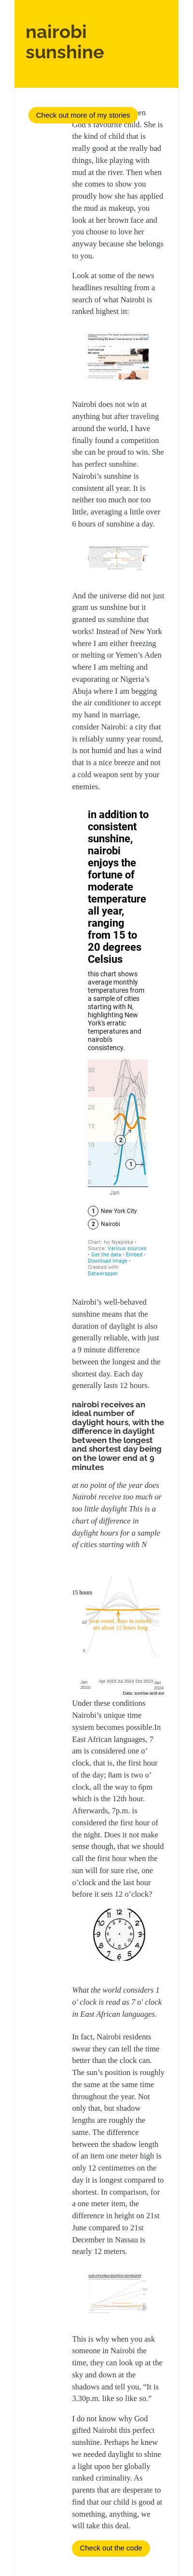 nairobi
sunshine
Check out more of my stories
God's favourite child. She is
the kind of child that is
really good at the really bad
things, like playing with
mud at the river. Then when
she comes to show you
proudly how she has applied
the mud as makeup, you
look at her brown face and
you choose to love her
anyway because she belongs
to you.
Look at some of the news
headlines resulting from a
search of what Nairobi is
ranked highest in:
Nairobi does not win at
anything but after traveling
around the world, I have
finally found a competition
she can be proud to win. She
has perfect sunshine.
Nairobi's sunshine is
consistent all year. It is
neither too much nor too
little, averaging a little over
6 hours of sunshine a day.
And the universe did not just
grant us sunshine but it
granted us sunshine that
works! Instead of New York
where I am either freezing
or melting or Yemen's Aden
where I am melting and
evaporating or Nigeria's
Abuja where I am begging
the air conditioner to accept
my hand in marriage,
consider Nairobi: a city that
is reliably sunny year round,
is not humid and has a wind
that is a nice breeze and not
a cold weapon sent by your
enemies.
in addition to
consistent
sunshine,
nairobi
enjoys the
fortune of
moderate
temperature
all year,
ranging
from 15 to
20 degrees
Celsius
this chart shows
average monthly
temperatures from
a sample of cities
starting with N,
highlighting New
York's erratic
temperatures and
nairobi's
consistency.
30
25
20
15
10
5
0
2
1
Jan
1 New York City
2 Nairobi
Chart: Ivy Nyayieka •
Source: Various sources
• Get the data • Embed •
Download image •
Created with
Datawrapper
Nairobi's well-behaved
sunshine means that the
duration of daylight is also
generally reliable, with just
a 9 minute difference
between the longest and the
shortest day. Each day
generally lasts 12 hours.
nairobi receives an
ideal number of
daylight hours, with the
difference in daylight
between the longest
and shortest day being
on the lower end at 9
minutes
at no point of the year does
Nairobi receive too much or
too little daylight This is a
chart of difference in
daylight hours for a sample
of cities starting with N
15 hours
10
year round, days in nairobi
are about 12 hours long
5
Jan
2023
Apr 2023 Jul 2023 Oct 2023
Jan
2024
Data: sunrise-and-sur
Under these conditions
Nairobi's unique time
system becomes possible.In
East African languages, 7
am is considered one o'
clock, that is, the first hour
of the day; 8am is two o'
clock, all the way to 6pm
which is the 12th hour.
Afterwards, 7p.m. is
considered the first hour of
the night. Does it not make
sense though, that we should
call the first hour when the
sun will for sure rise, one
o'clock and the last hour
before it sets 12 o'clock?
What the world considers 1
o' clock is read as 7 o' clock
in East African languages.
In fact, Nairobi residents
swear they can tell the time
better than the clock can.
The sun's position is roughly
the same at the same time
throughout the year. Not
only that, but shadow
lengths are roughly the
same. The difference
between the shadow length
of an item one meter high is
only 12 centimetres on the
day it is longest compared to
shortest. In comparison, for
a one meter item, the
difference in height on 21st
June compared to 21st
December in Nassau is
nearly 12 meters.
This is why when you ask
someone in Nairobi the
time, they can look up at the
sky and down at the
shadows and tell you, “It is
3.30p.m. like so like so.”
I do not know why God
gifted Nairobi this perfect
sunshine. Perhaps he knew
we needed daylight to shine
a light upon her globally
ranked criminality. As
parents that are desperate to
find that our child is good at
something, anything, we
will take this deal.
Check out the code